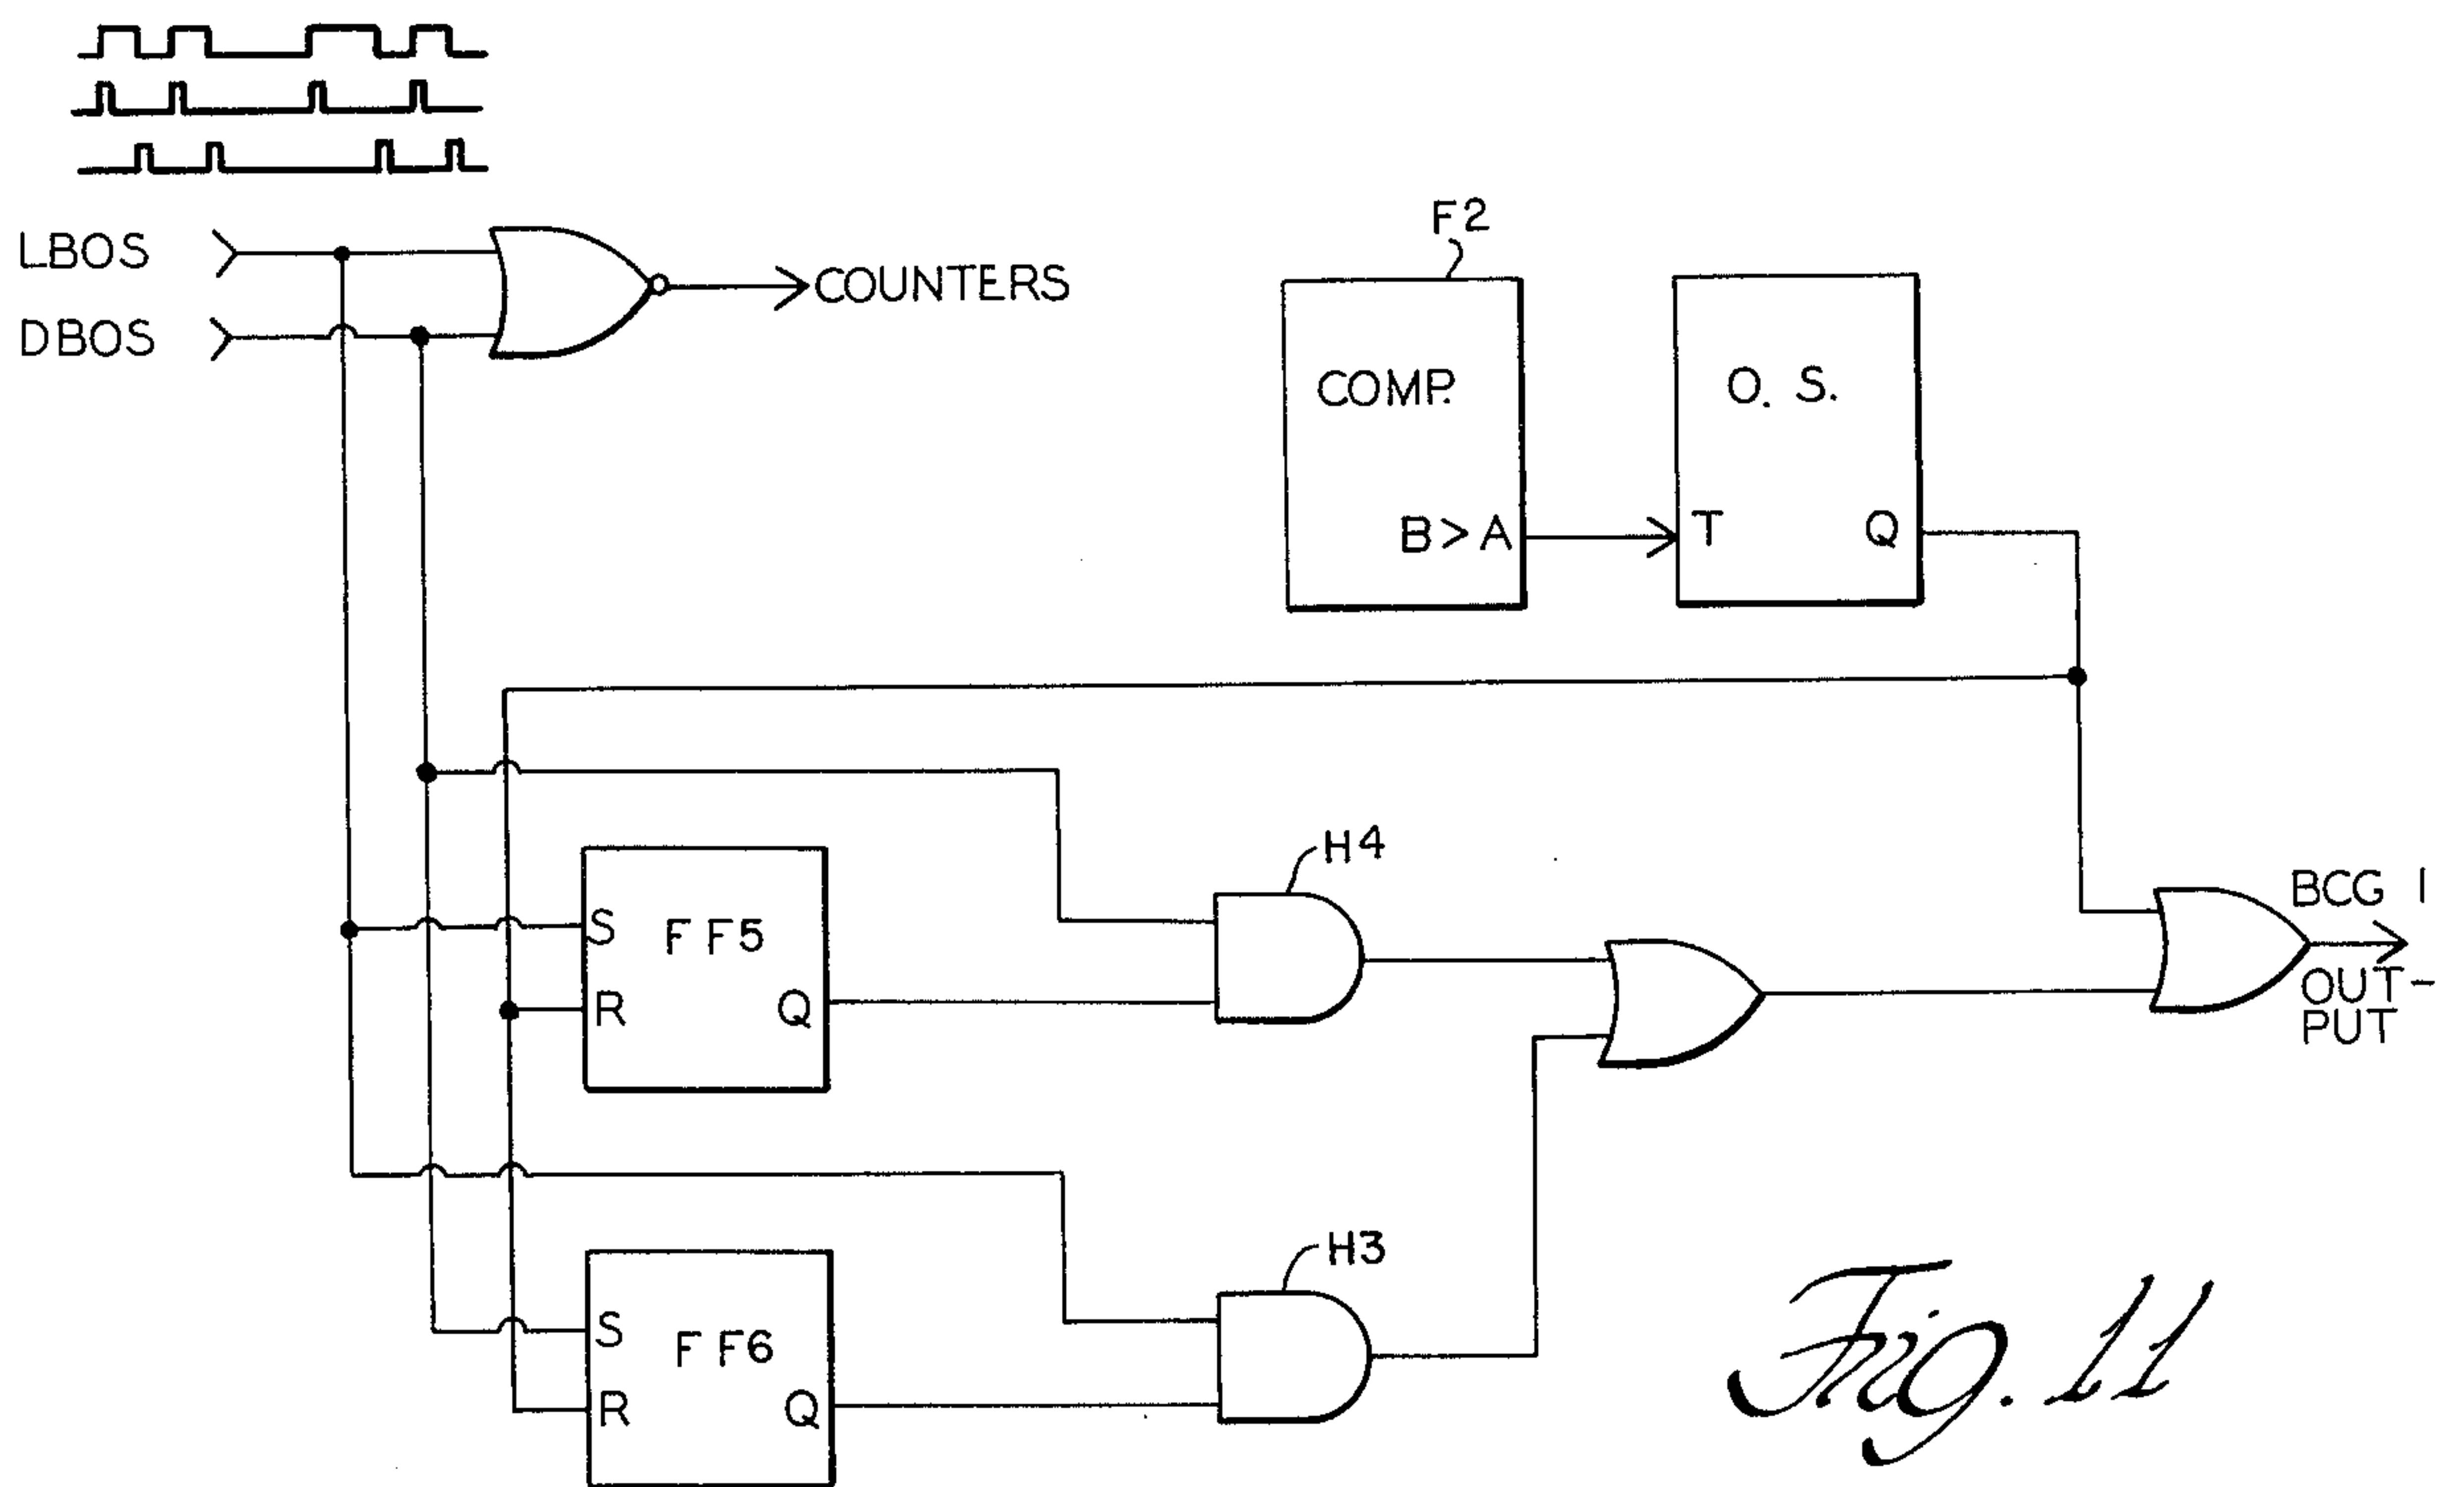 LBOS
DBOS
COUNTERS
F2
COMP.
B > A
O. S.
T
Q
H4
S
F F5
R
Q
BCG 1
OUT-
PUT
H3
S
F F6
R
Q
Fig. 11